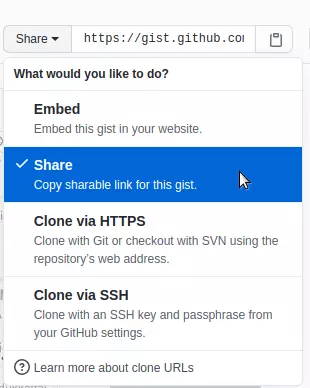 Share
https://gist.github.co
What would you like to do?
Embed
Embed this gist in your website.
Share
Copy sharable link for this gist.
Clone via HTTPS
Clone with Git or checkout with SVN using the
repository's web address.
Clone via SSH
Clone with an SSH key and passphrase from
your GitHub settings.
Learn more about clone URLs